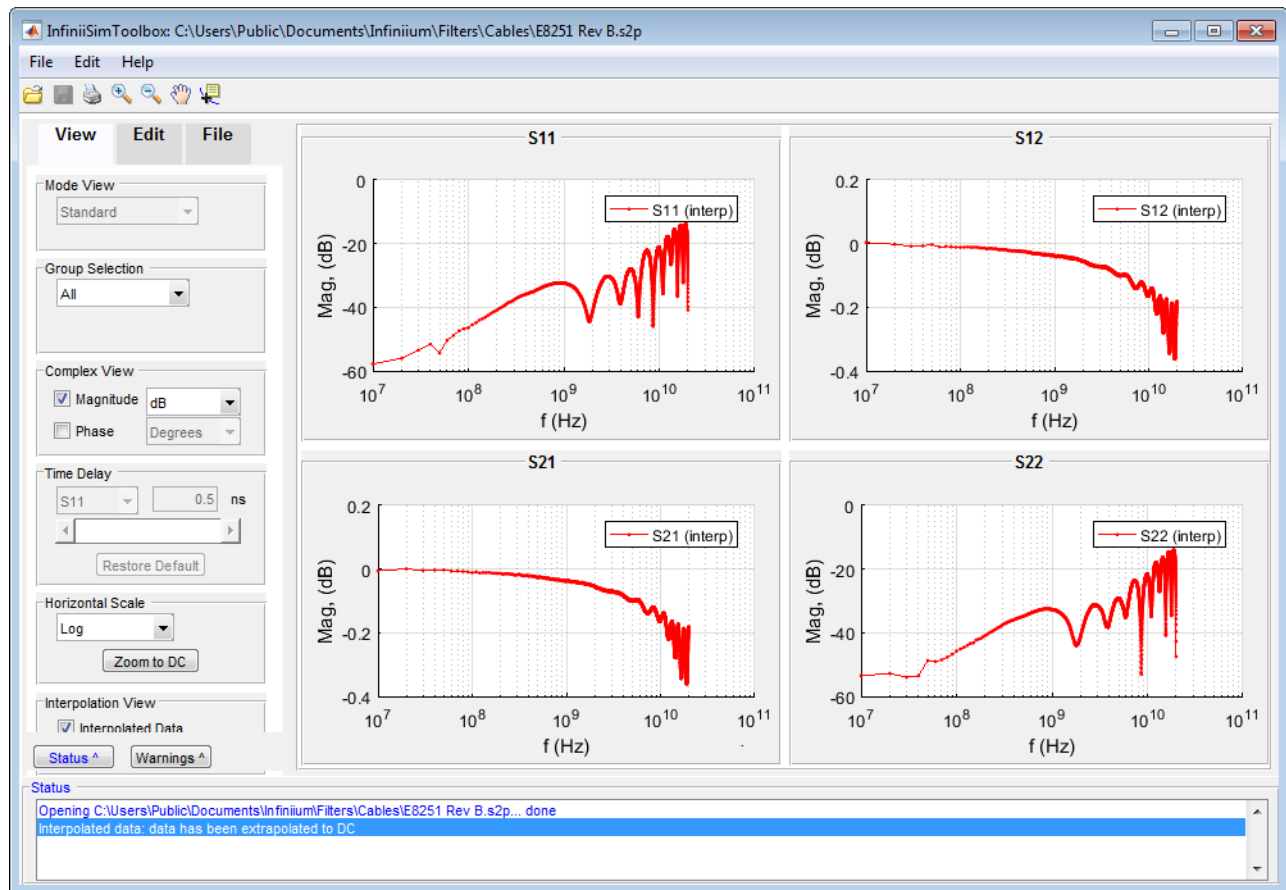 InfiniiSimToolbox: C:\Users\Public\Documents\Infiniium\Filters\Cables\E8251 Rev B.s2p
File Edit Help
View Edit File
Mode View
Standard
Group Selection
All
Complex View
Magnitude dB
Phase Degrees
Time Delay
S11 0.5 ns
Restore Default
Horizontal Scale
Log
Zoom to DC
Interpolation View
Interpolated Data
Status ^ Warnings ^
S11
0
-20
-40
-60
Mag, (dB)
S11 (interp)
10^7 10^8 10^9 10^10 10^11
f (Hz)
S12
0.2
0
-0.2
-0.4
Mag, (dB)
S12 (interp)
10^7 10^8 10^9 10^10 10^11
f (Hz)
S21
0.2
0
-0.2
-0.4
Mag, (dB)
S21 (interp)
10^7 10^8 10^9 10^10 10^11
f (Hz)
S22
0
-20
-40
-60
Mag, (dB)
S22 (interp)
10^7 10^8 10^9 10^10 10^11
f (Hz)
Status
Opening C:\Users\Public\Documents\Infiniium\Filters\Cables\E8251 Rev B.s2p... done
Interpolated data: data has been extrapolated to DC